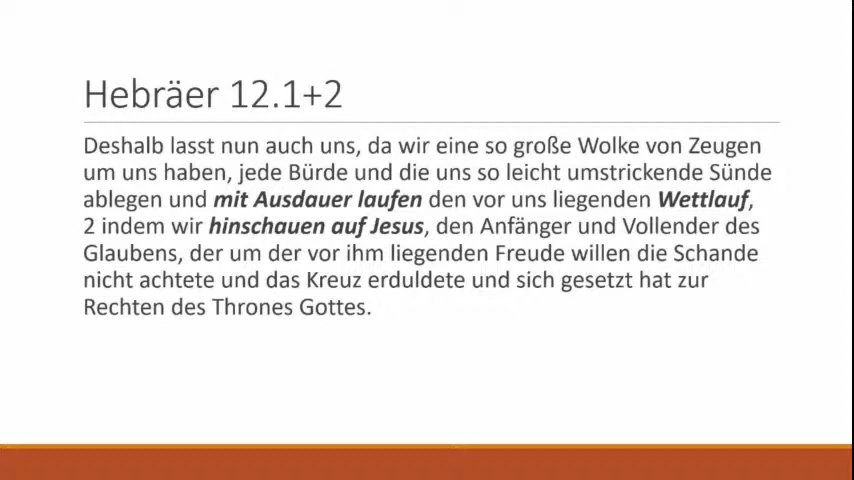 Hebräer 12.1+2
Deshalb lasst nun auch uns, da wir eine so große Wolke von Zeugen
um uns haben, jede Bürde und die uns so leicht umstrickende Sünde
ablegen und mit Ausdauer laufen den vor uns liegenden Wettlauf,
2 indem wir hinschauen auf Jesus, den Anfänger und Vollender des
Glaubens, der um der vor ihm liegenden Freude willen die Schande
nicht achtete und das Kreuz erduldete und sich gesetzt hat zur
Rechten des Thrones Gottes.